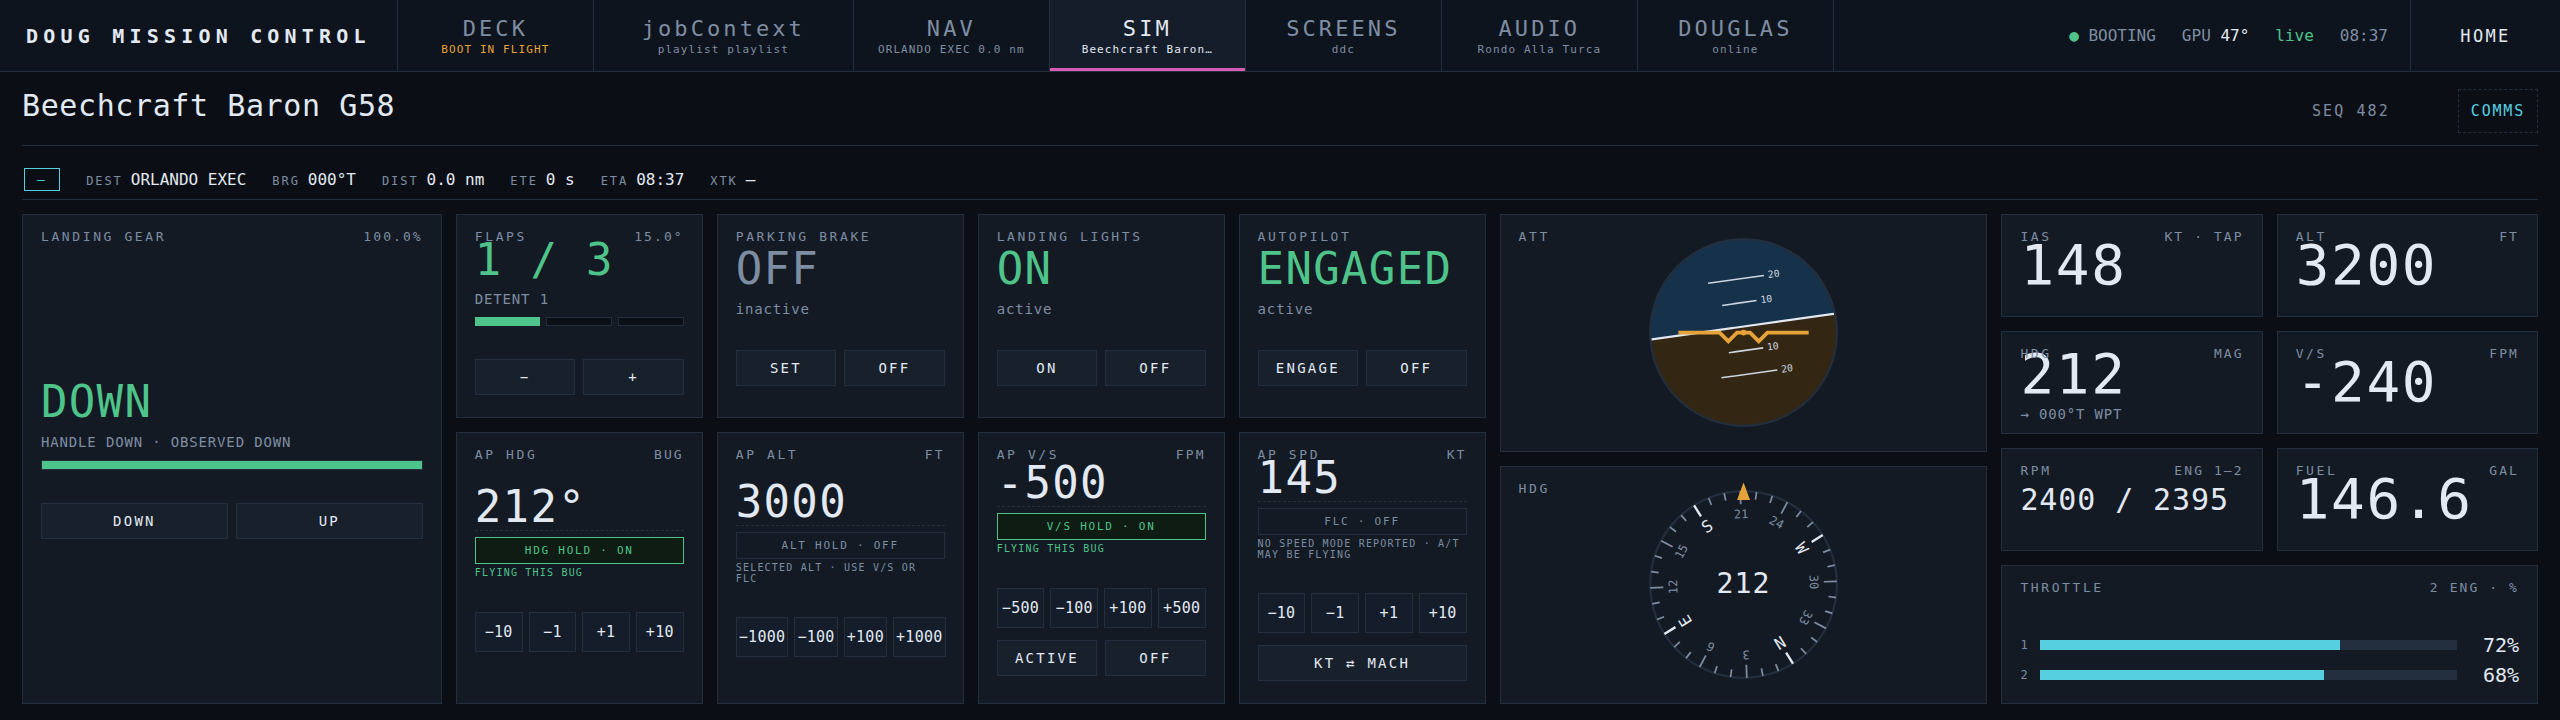 DOUG MISSION CONTROL
DECK
BOOT IN FLIGHT
jobContext
playlist playlist
NAV
ORLANDO EXEC 0.0 nm
SIM
Beechcraft Baron…
SCREENS
ddc
AUDIO
Rondo Alla Turca
DOUGLAS
online
● BOOTING GPU 47° live 08:37
HOME
Beechcraft Baron G58
SEQ 482
COMMS
— DEST ORLANDO EXEC BRG 000°T DIST 0.0 nm ETE 0 s ETA 08:37 XTK —
LANDING GEAR 100.0%
DOWN
HANDLE DOWN · OBSERVED DOWN
DOWN UP
FLAPS 15.0°
1 / 3
DETENT 1
− +
PARKING BRAKE
OFF
inactive
SET OFF
LANDING LIGHTS
ON
active
ON OFF
AUTOPILOT
ENGAGED
active
ENGAGE OFF
AP HDG
212°
HDG HOLD · ON
FLYING THIS BUG
−10 −1 +1 +10
AP ALT FT
3000
ALT HOLD · OFF
SELECTED ALT · USE V/S OR
FLC
−1000 −100 +100 +1000
AP V/S FPM
-500
V/S HOLD · ON
FLYING THIS BUG
−500 −100 +100 +500
ACTIVE OFF
AP SPD KT
145
FLC · OFF
NO SPEED MODE REPORTED · A/T
MAY BE FLYING
−10 −1 +1 +10
KT ⇄ MACH
BUG
ATT
20
10
10
20
HDG
21
24
W
30
33
N
3
6
E
12
15
S
212
IAS KT · TAP
148
ALT FT
3200
HDG MAG
212
→ 000°T WPT
V/S FPM
-240
RPM ENG 1–2
2400 / 2395
FUEL GAL
146.6
THROTTLE 2 ENG · %
1 72%
2 68%